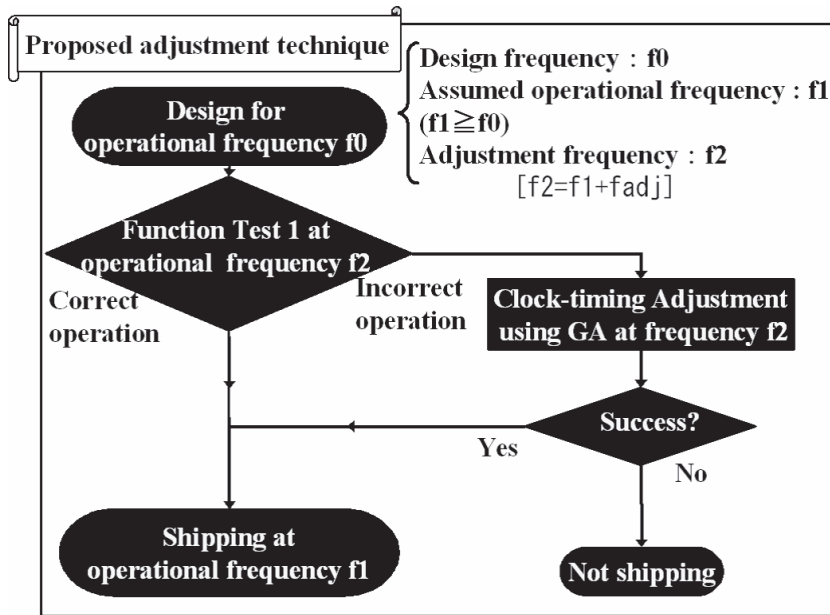 Proposed adjustment technique
Design frequency : f0
Assumed operational frequency : f1
(f1≧f0)
Adjustment frequency : f2
[f2=f1+fadj]
Design for
operational frequency f0
Function Test 1 at
operational frequency f2
Correct
operation
Incorrect
operation
Clock-timing Adjustment
using GA at frequency f2
Success?
Yes
No
Shipping at
operational frequency f1
Not shipping